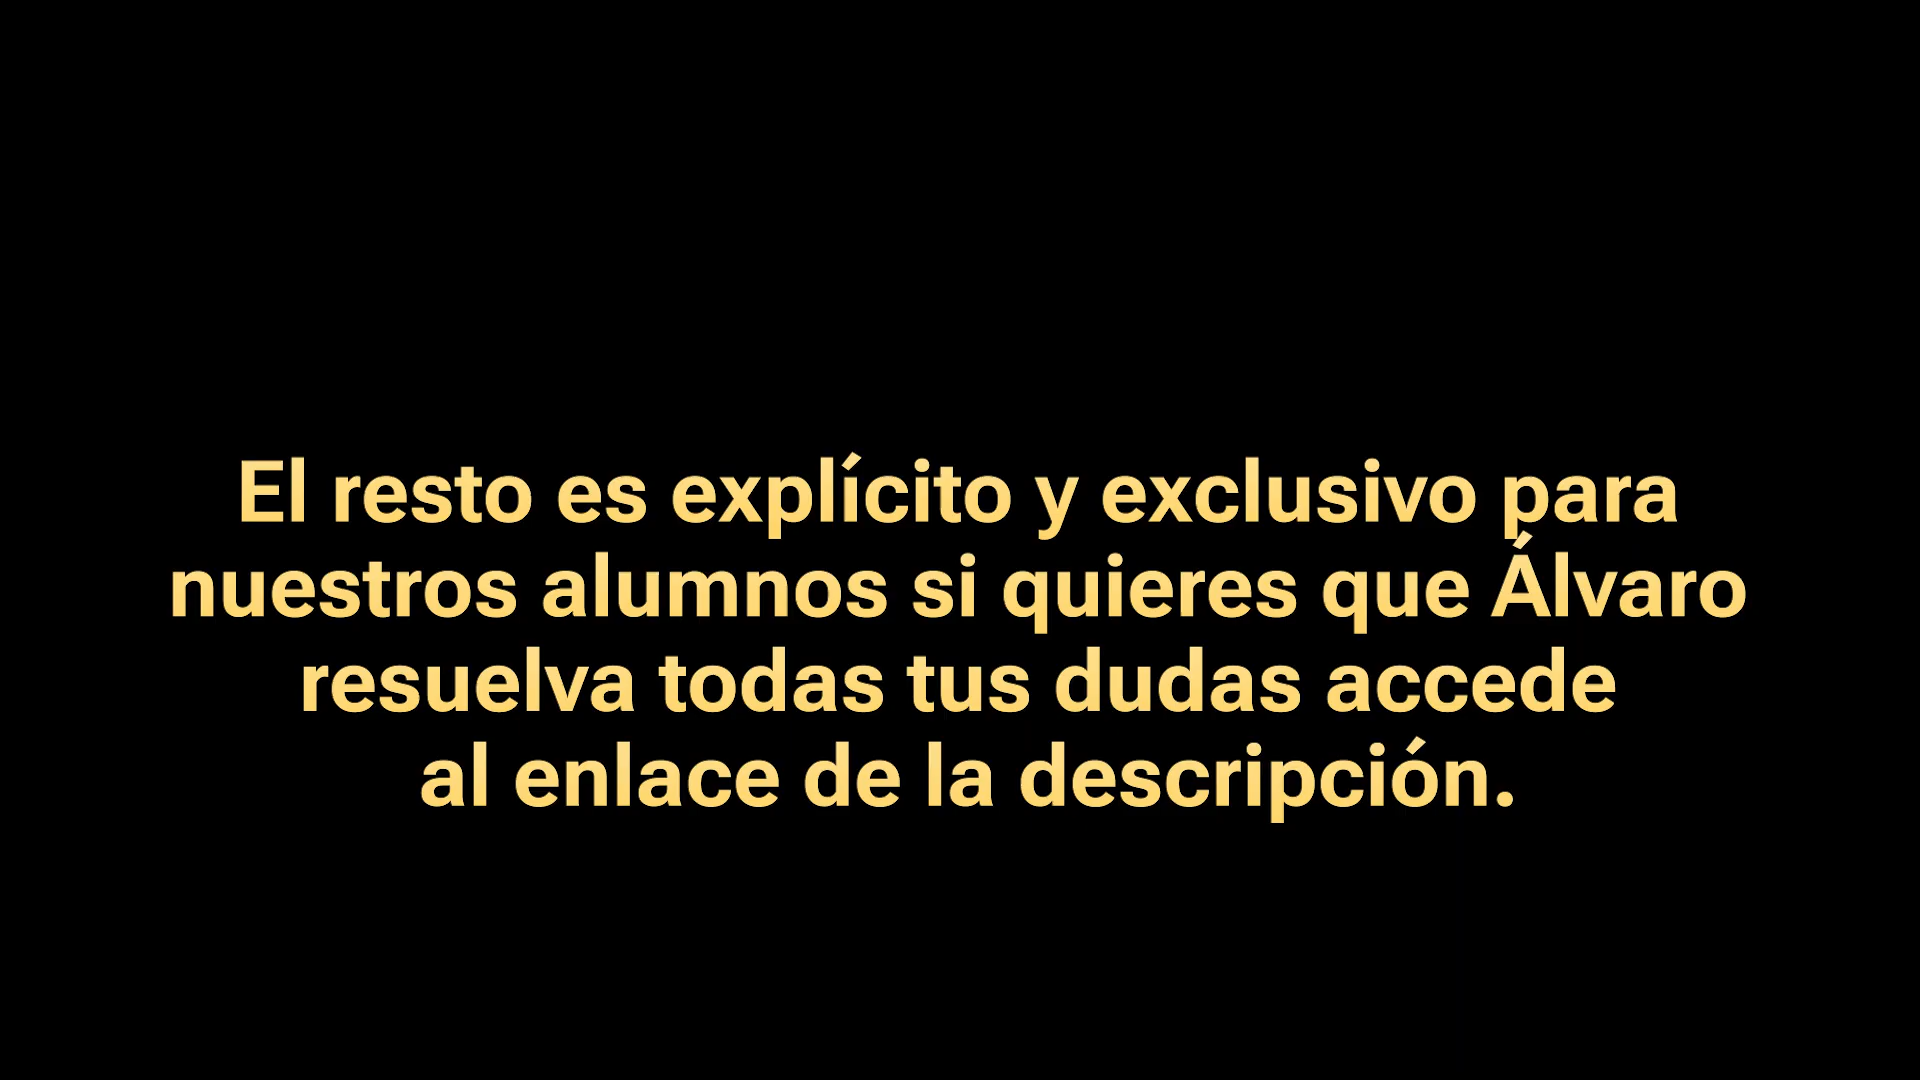 El resto es explícito y exclusivo para
nuestros alumnos si quieres que Álvaro
resuelva todas tus dudas accede
al enlace de la descripción.